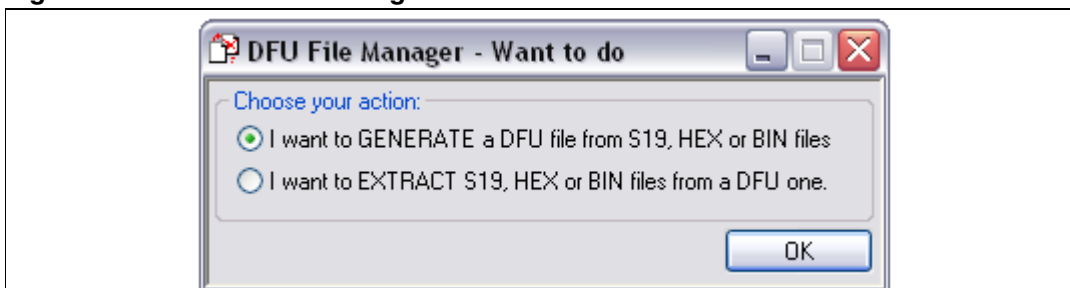 DFU File Manager - Want to do
Choose your action:
I want to GENERATE a DFU file from S19, HEX or BIN files
I want to EXTRACT S19, HEX or BIN files from a DFU one.
OK